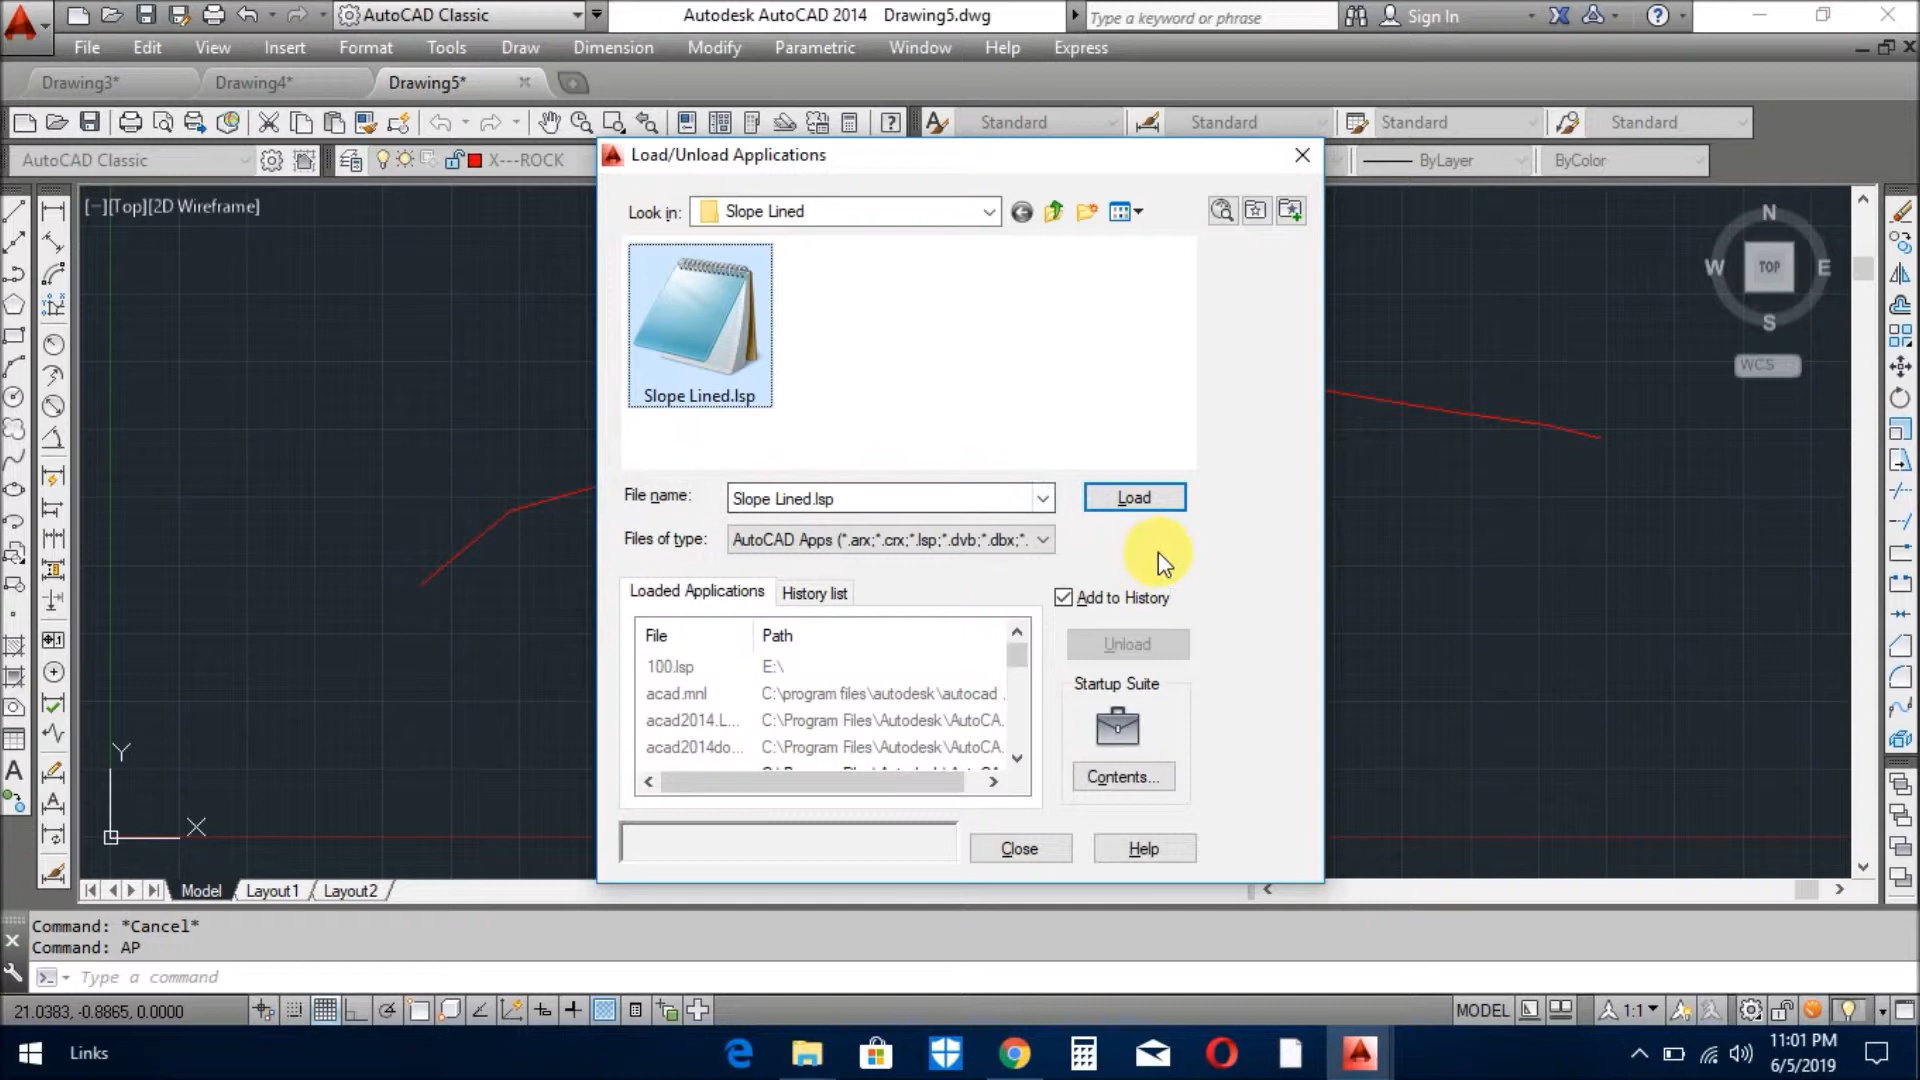 AutoCAD Classic
Autodesk AutoCAD 2014 Drawing5.dwg
Type a keyword or phrase
Sign In
File Edit View Insert Format Tools Draw Dimension Modify Parametric Window Help Express
Drawing3* Drawing4* Drawing5*
Standard Standard Standard Standard
AutoCAD Classic X---ROCK ByLayer ByColor
[−][Top][2D Wireframe]
Load/Unload Applications
Look in: Slope Lined
Slope Lined.lsp
File name: Slope Lined.lsp Load
Files of type: AutoCAD Apps (*.arx;*.crx;*.lsp;*.dvb;*.dbx;*.
Loaded Applications History list
Add to History
File Path
100.lsp E:\
acad.mnl C:\program files\autodesk\autocad
acad2014.L... C:\Program Files\Autodesk\AutoCA
acad2014do... C:\Program Files\Autodesk\AutoCA
Unload
Startup Suite
Contents...
Close Help
N
W TOP E
S
WCS
Y
X
Model Layout1 Layout2
Command: *Cancel*
Command: AP
Type a command
21.0383, -0.8865, 0.0000
MODEL 1:1
Links
11:01 PM
6/5/2019